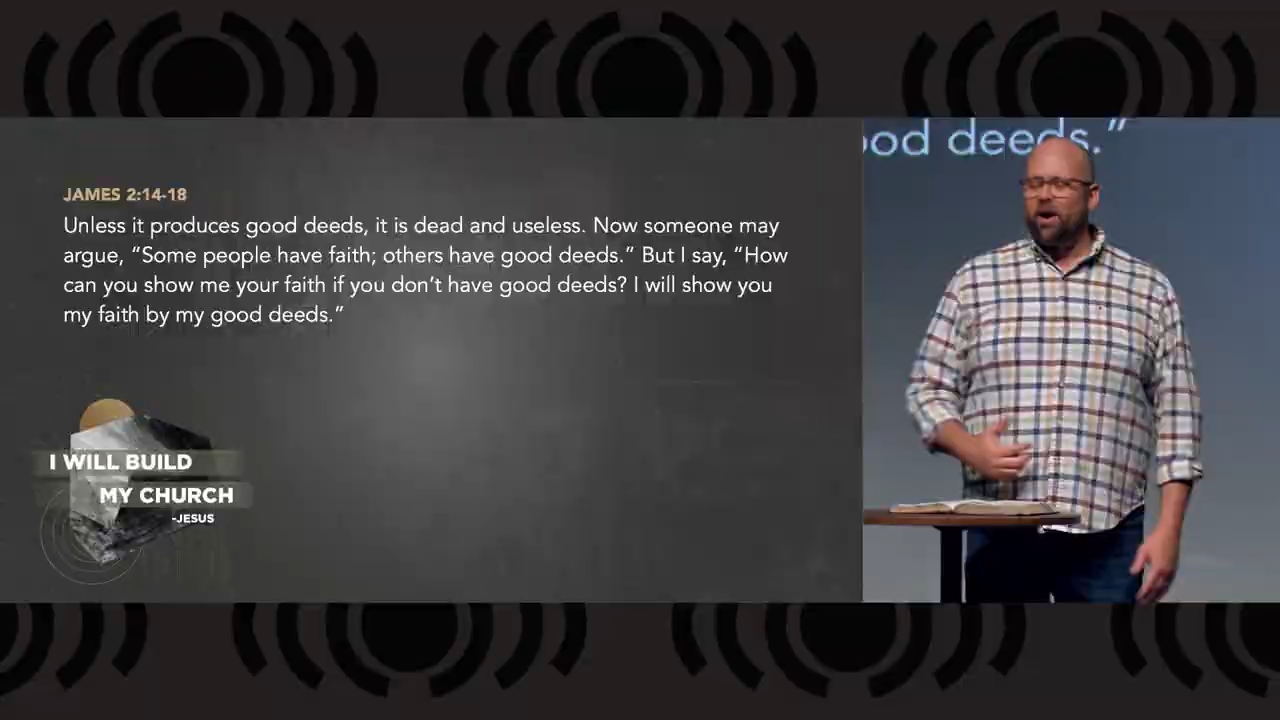 JAMES 2:14-18
Unless it produces good deeds, it is dead and useless. Now someone may
argue, “Some people have faith; others have good deeds.” But I say, “How
can you show me your faith if you don’t have good deeds? I will show you
my faith by my good deeds.”
I WILL BUILD
MY CHURCH
-JESUS
ood deeds.”